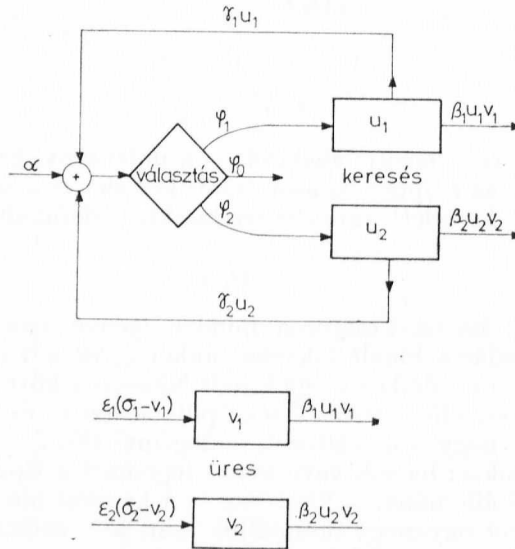 γ₁u₁
φ₁
u₁
β₁u₁v₁
α
+
választás
φ₀
keresés
φ₂
u₂
β₂u₂v₂
γ₂u₂
ε₁(σ₁-v₁)
v₁
β₁u₁v₁
üres
ε₂(σ₂-v₂)
v₂
β₂u₂v₂